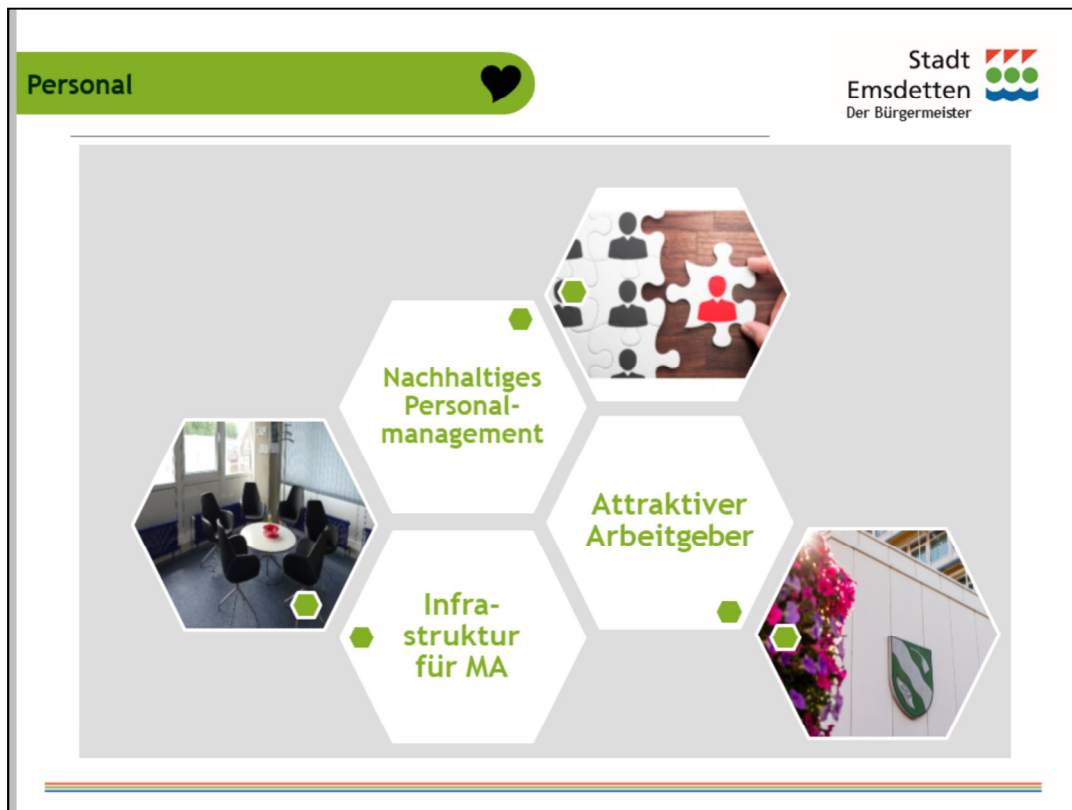 Personal
Stadt
Emsdetten
Der Bürgermeister
Nachhaltiges
Personal-
management
Attraktiver
Arbeitgeber
Infra-
struktur
für MA